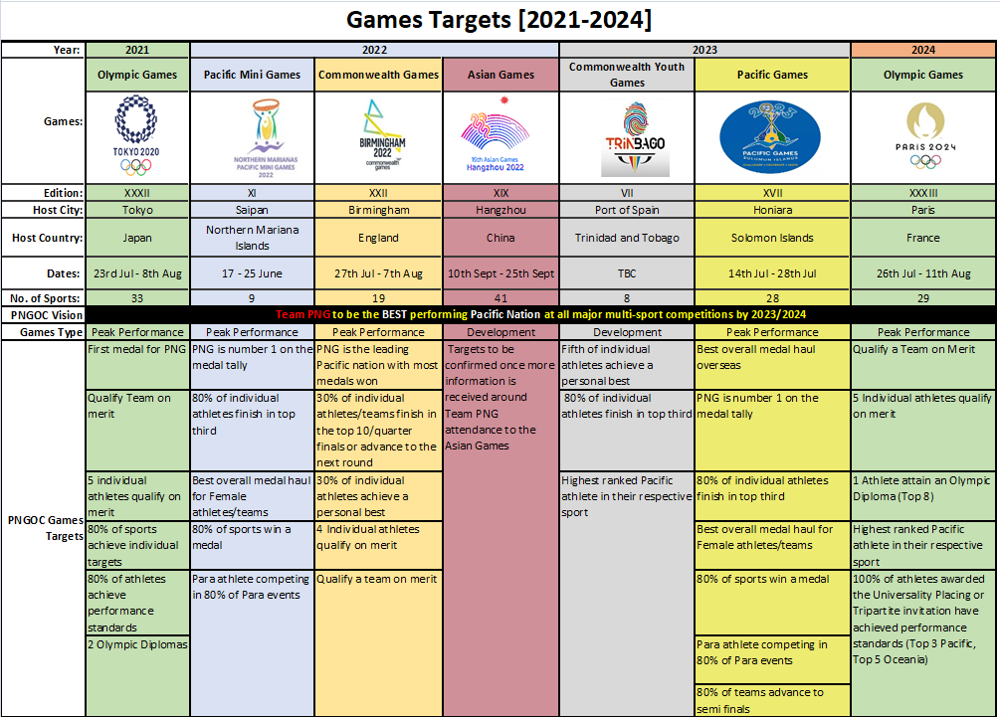 Games Targets [2021-2024]
Year: 2021 2022 2023 2024
Games: Olympic Games Pacific Mini Games Commonwealth Games Asian Games Commonwealth Youth
Games Pacific Games Olympic Games
TOKYO 2020
NORTHERN MARIANAS
PACIFIC MINI GAMES
2022
BIRMINGHAM
2022
commonwealth
games
19th Asian Games
Hangzhou 2022
TRINBAGO
PACIFIC GAMES
SOLOMON ISLANDS
PARIS 2024
Edition: XXXII XI XXII XIX VII XVII XXXIII
Host City: Tokyo Saipan Birmingham Hangzhou Port of Spain Honiara Paris
Host Country: Japan Northern Mariana
Islands England China Trinidad and Tobago Solomon Islands France
Dates: 23rd Jul - 8th Aug 17 - 25 June 27th Jul - 7th Aug 10th Sept - 25th Sept TBC 14th Jul - 28th Jul 26th Jul - 11th Aug
No. of Sports: 33 9 19 41 8 28 29
PNGOC Vision Team PNG to be the BEST performing Pacific Nation at all major multi-sport competitions by 2023/2024
Games Type Peak Performance Peak Performance Peak Performance Development Development Peak Performance Peak Performance
PNGOC Games
Targets
First medal for PNG
Qualify Team on
merit
5 individual
athletes qualify on
merit
80% of sports
achieve individual
targets
80% of athletes
achieve
performance
standards
2 Olympic Diplomas
PNG is number 1 on the
medal tally
80% of individual
athletes finish in top
third
Best overall medal haul
for Female
athletes/teams
80% of sports win a
medal
Para athlete competing
in 80% of Para events
PNG is the leading
Pacific nation with most
medals won
30% of individual
athletes/teams finish in
the top 10/quarter
finals or advance to the
next round
30% of individual
athletes achieve a
personal best
4 Individual athletes
qualify on merit
Qualify a team on merit
Targets to be
confirmed once more
information is
received around
Team PNG
attendance to the
Asian Games
Fifth of individual
athletes achieve a
personal best
80% of individual
athletes finish in top third
Highest ranked Pacific
athlete in their respective
sport
Best overall medal haul
overseas
PNG is number 1 on the
medal tally
80% of individual athletes
finish in top third
Best overall medal haul for
Female athletes/teams
80% of sports win a medal
Para athlete competing in
80% of Para events
80% of teams advance to
semi finals
Qualify a Team on Merit
5 Individual athletes qualify
on merit
1 Athlete attain an Olympic
Diploma (Top 8)
Highest ranked Pacific
athlete in their respective
sport
100% of athletes awarded
the Universality Placing or
Tripartite invitation have
achieved performance
standards (Top 3 Pacific,
Top 5 Oceania)